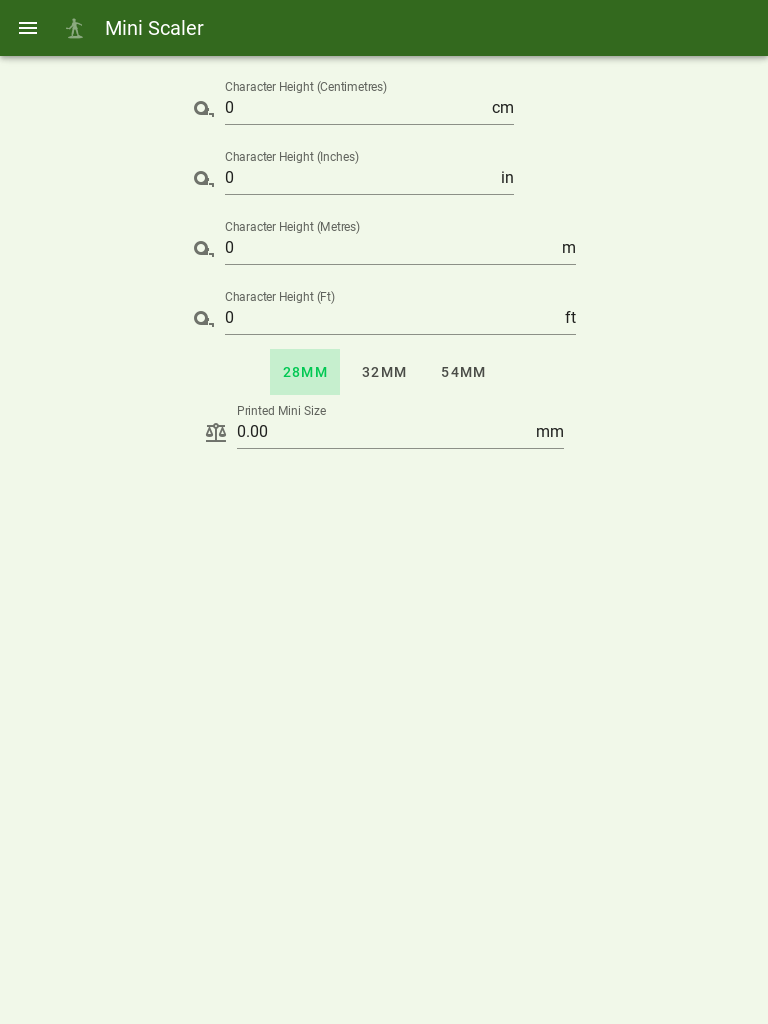 Mini Scaler
Character Height (Centimetres)
0 cm
Character Height (Inches)
0 in
Character Height (Metres)
0 m
Character Height (Ft)
0 ft
28MM 32MM 54MM
Printed Mini Size
0.00 mm